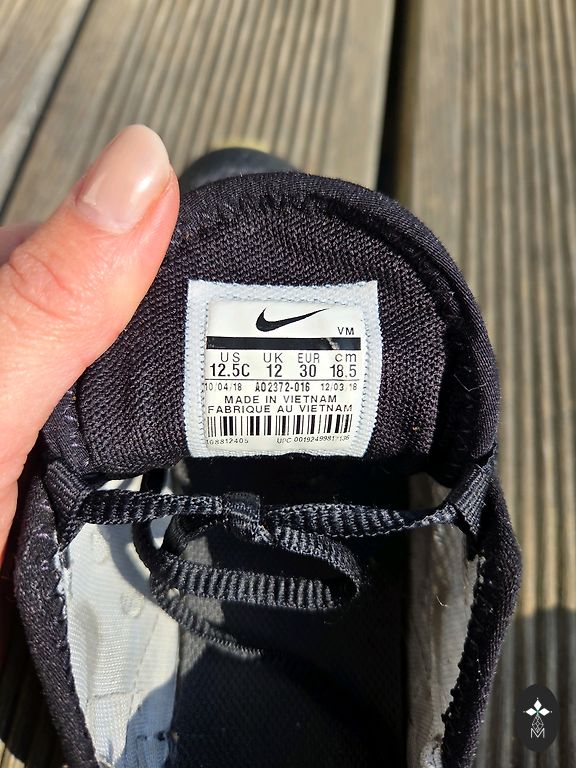 VM
US UK EUR cm
12.5C 12 30 18.5
10/04/18 AO2372-016 12/03/18
MADE IN VIETNAM
FABRIQUE AU VIETNAM
UPC
M